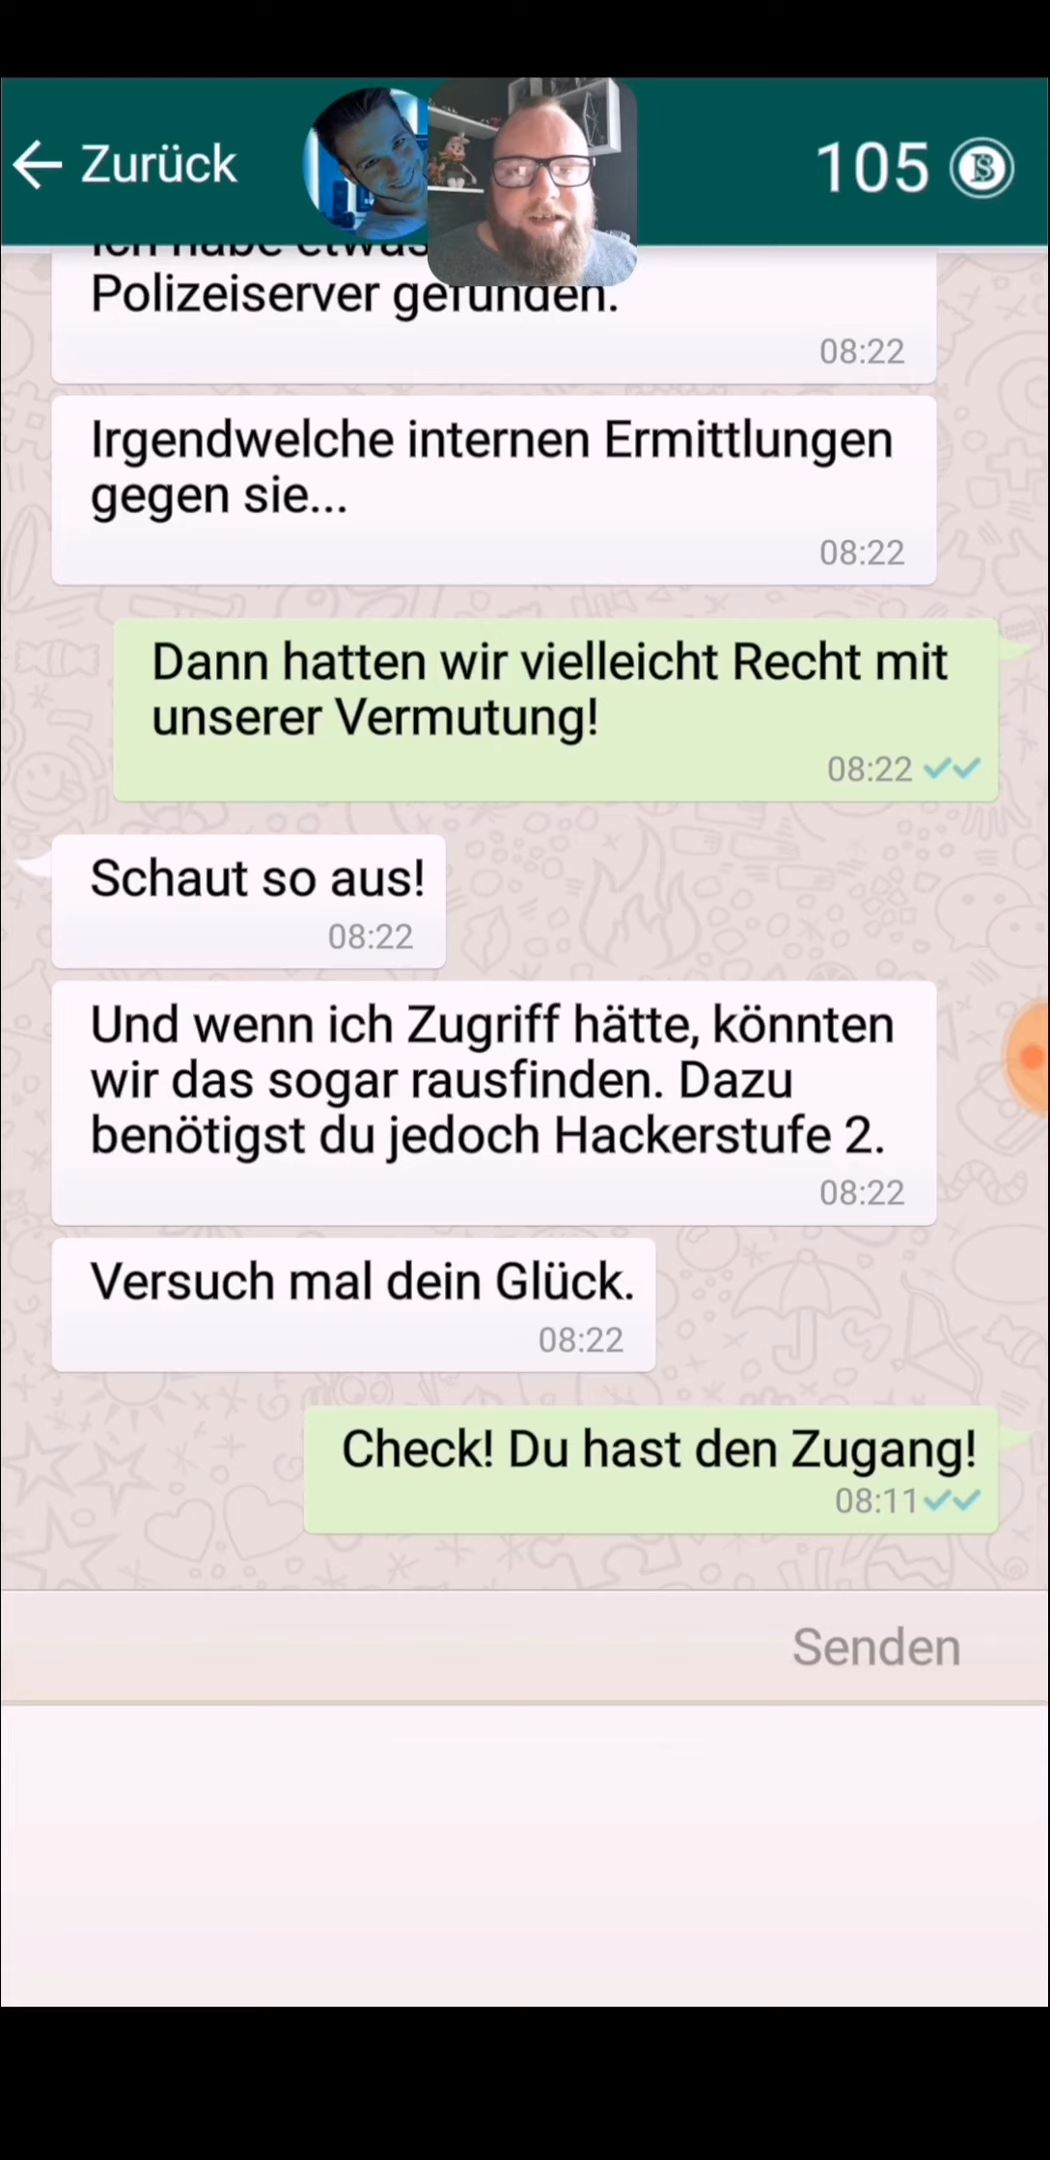 Zurück
105
Ich habe etwas
Polizeiserver gefunden.
08:22
Irgendwelche internen Ermittlungen
gegen sie...
08:22
Dann hatten wir vielleicht Recht mit
unserer Vermutung!
08:22
Schaut so aus!
08:22
Und wenn ich Zugriff hätte, könnten
wir das sogar rausfinden. Dazu
benötigst du jedoch Hackerstufe 2.
08:22
Versuch mal dein Glück.
08:22
Check! Du hast den Zugang!
08:11
Senden